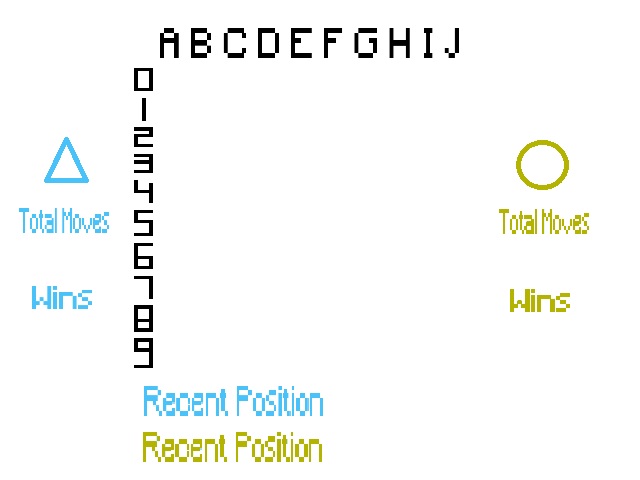 A B C D E F G H I J
0
1
2
3
4
5
6
7
8
9
Total Moves
Wins
Total Moves
Wins
Recent Position
Recent Position